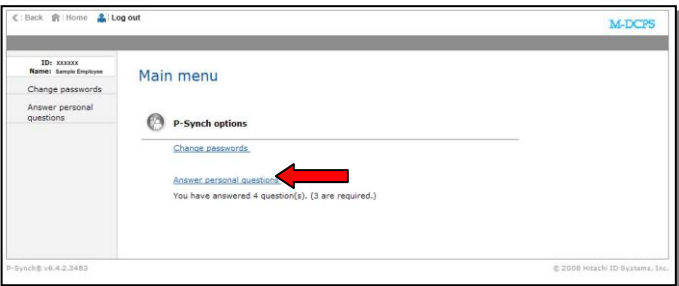 Back Home Log out
M-DCPS
ID: xxxxxx
Name: Sample Employee
Change passwords
Answer personal
questions
Main menu
P-Synch options
Change passwords
Answer personal questions
You have answered 4 question(s). (3 are required.)
P-Synch® v6.4.2.3483
© 2008 Hitachi ID Systems, Inc.